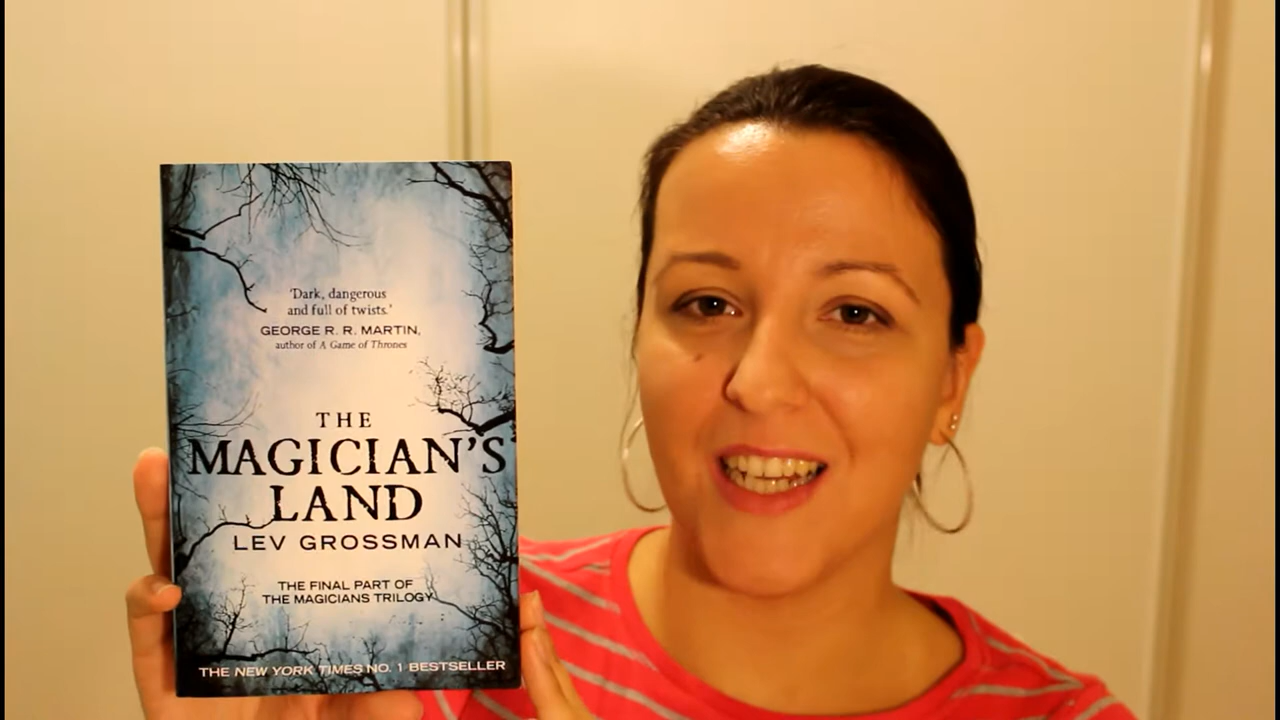 ‘Dark, dangerous
and full of twists.’
GEORGE R. R. MARTIN,
author of A Game of Thrones
THE
MAGICIAN’S
LAND
LEV GROSSMAN
THE FINAL PART OF
THE MAGICIANS TRILOGY
THE NEW YORK TIMES NO. 1 BESTSELLER